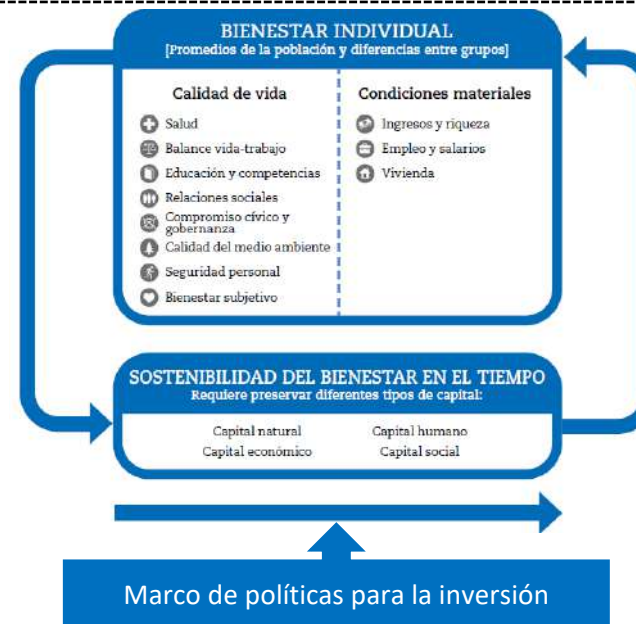 BIENESTAR INDIVIDUAL
[Promedios de la población y diferencias entre grupos]
Calidad de vida
Salud
Balance vida-trabajo
Educación y competencias
Relaciones sociales
Compromiso cívico y
gobernanza
Calidad del medio ambiente
Seguridad personal
Bienestar subjetivo
Condiciones materiales
Ingresos y riqueza
Empleo y salarios
Vivienda
SOSTENIBILIDAD DEL BIENESTAR EN EL TIEMPO
Requiere preservar diferentes tipos de capital:
Capital natural
Capital humano
Capital económico
Capital social
Marco de políticas para la inversión